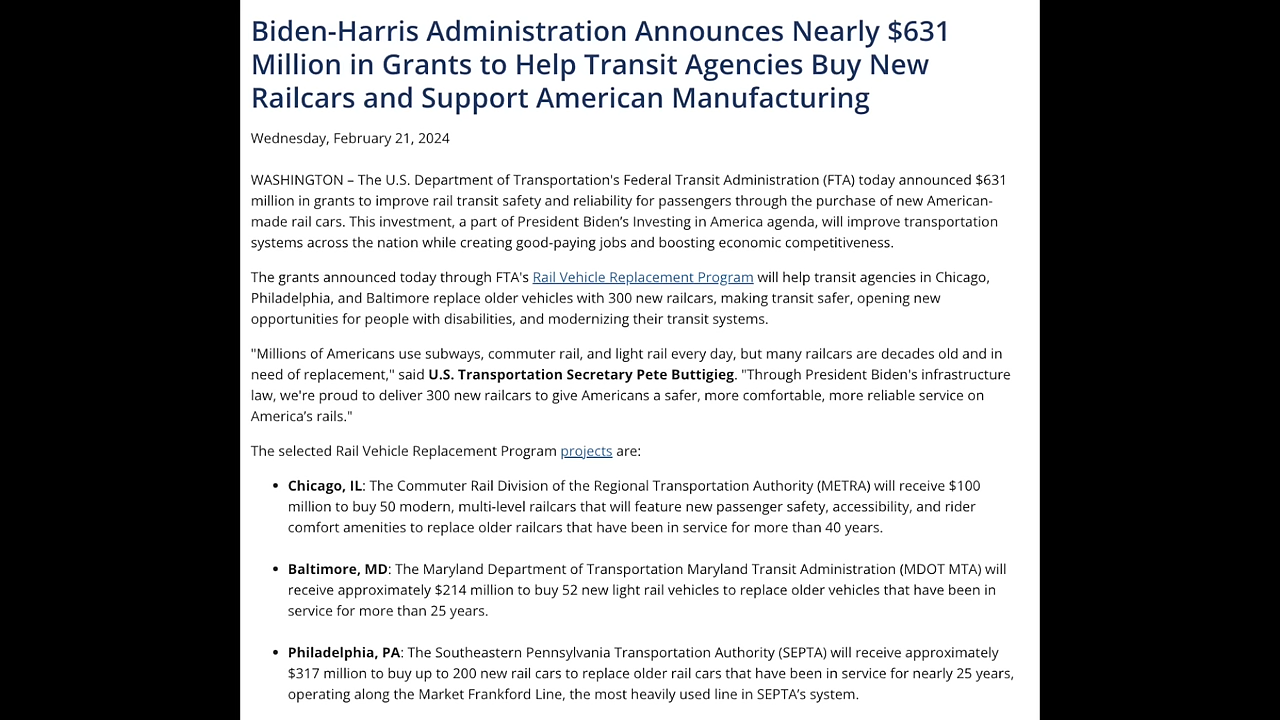 Biden-Harris Administration Announces Nearly $631
Million in Grants to Help Transit Agencies Buy New
Railcars and Support American Manufacturing
Wednesday, February 21, 2024
WASHINGTON – The U.S. Department of Transportation's Federal Transit Administration (FTA) today announced $631
million in grants to improve rail transit safety and reliability for passengers through the purchase of new American-
made rail cars. This investment, a part of President Biden’s Investing in America agenda, will improve transportation
systems across the nation while creating good-paying jobs and boosting economic competitiveness.
The grants announced today through FTA's Rail Vehicle Replacement Program will help transit agencies in Chicago,
Philadelphia, and Baltimore replace older vehicles with 300 new railcars, making transit safer, opening new
opportunities for people with disabilities, and modernizing their transit systems.
"Millions of Americans use subways, commuter rail, and light rail every day, but many railcars are decades old and in
need of replacement," said U.S. Transportation Secretary Pete Buttigieg. "Through President Biden's infrastructure
law, we're proud to deliver 300 new railcars to give Americans a safer, more comfortable, more reliable service on
America’s rails."
The selected Rail Vehicle Replacement Program projects are:
• Chicago, IL: The Commuter Rail Division of the Regional Transportation Authority (METRA) will receive $100
million to buy 50 modern, multi-level railcars that will feature new passenger safety, accessibility, and rider
comfort amenities to replace older railcars that have been in service for more than 40 years.
• Baltimore, MD: The Maryland Department of Transportation Maryland Transit Administration (MDOT MTA) will
receive approximately $214 million to buy 52 new light rail vehicles to replace older vehicles that have been in
service for more than 25 years.
• Philadelphia, PA: The Southeastern Pennsylvania Transportation Authority (SEPTA) will receive approximately
$317 million to buy up to 200 new rail cars to replace older rail cars that have been in service for nearly 25 years,
operating along the Market Frankford Line, the most heavily used line in SEPTA’s system.